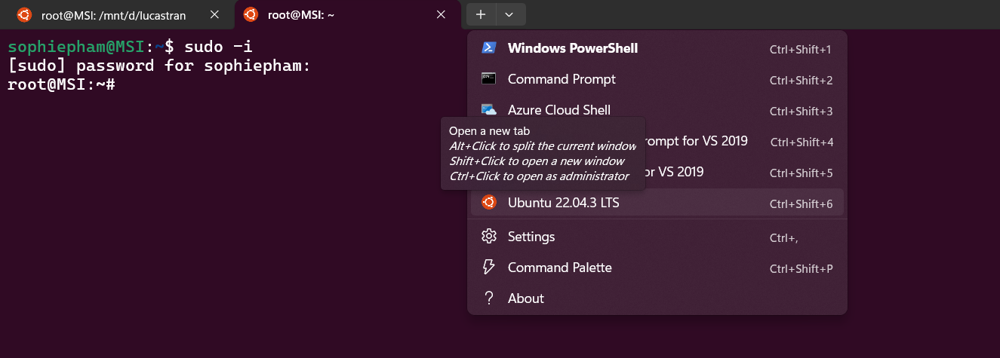 root@MSI: /mnt/d/lucastran
root@MSI: ~
sophiepham@MSI:~$ sudo -i
[sudo] password for sophiepham:
root@MSI:~#
Windows PowerShell Ctrl+Shift+1
Command Prompt Ctrl+Shift+2
Azure Cloud Shell Ctrl+Shift+3
Open a new tab
Alt+Click to split the current window
Shift+Click to open a new window
Ctrl+Click to open as administrator
for VS 2019 Ctrl+Shift+4
VS 2019 Ctrl+Shift+5
Ubuntu 22.04.3 LTS Ctrl+Shift+6
Settings Ctrl+,
Command Palette Ctrl+Shift+P
About